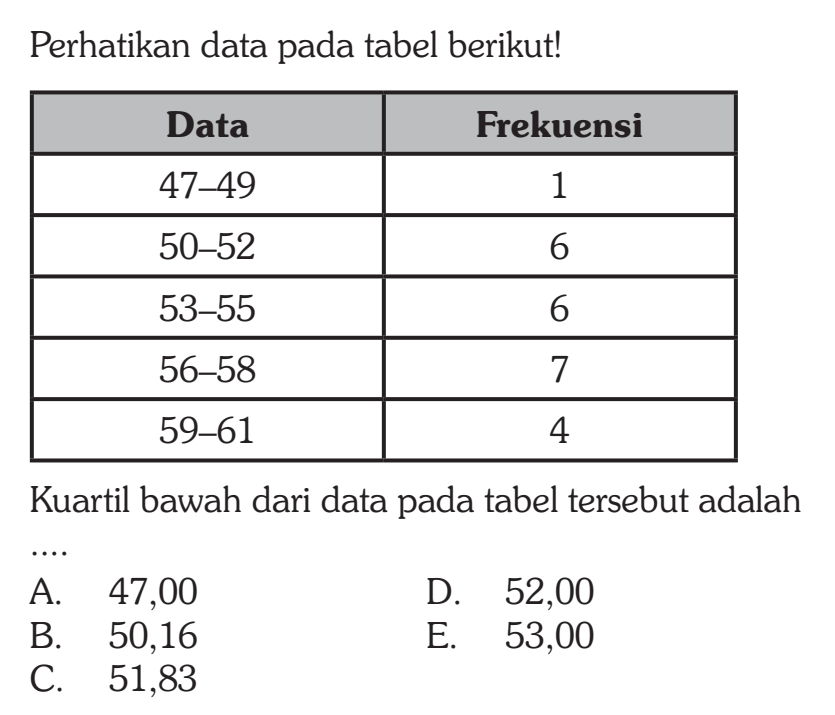 Perhatikan data pada tabel berikut!
Data Frekuensi
47–49 1
50–52 6
53–55 6
56–58 7
59–61 4
Kuartil bawah dari data pada tabel tersebut adalah
....
A. 47,00 D. 52,00
B. 50,16 E. 53,00
C. 51,83